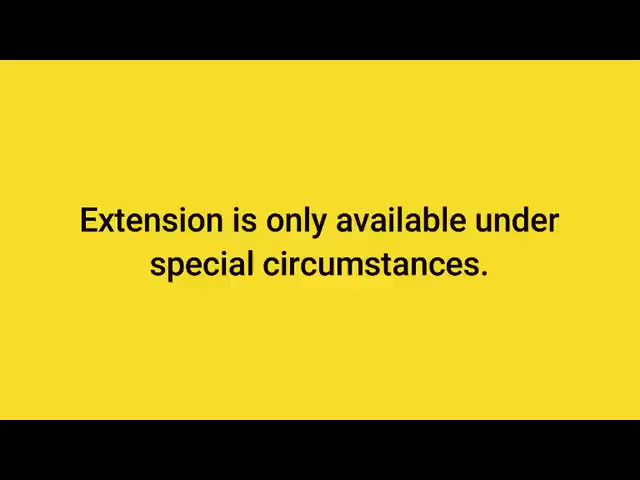 Extension is only available under
special circumstances.